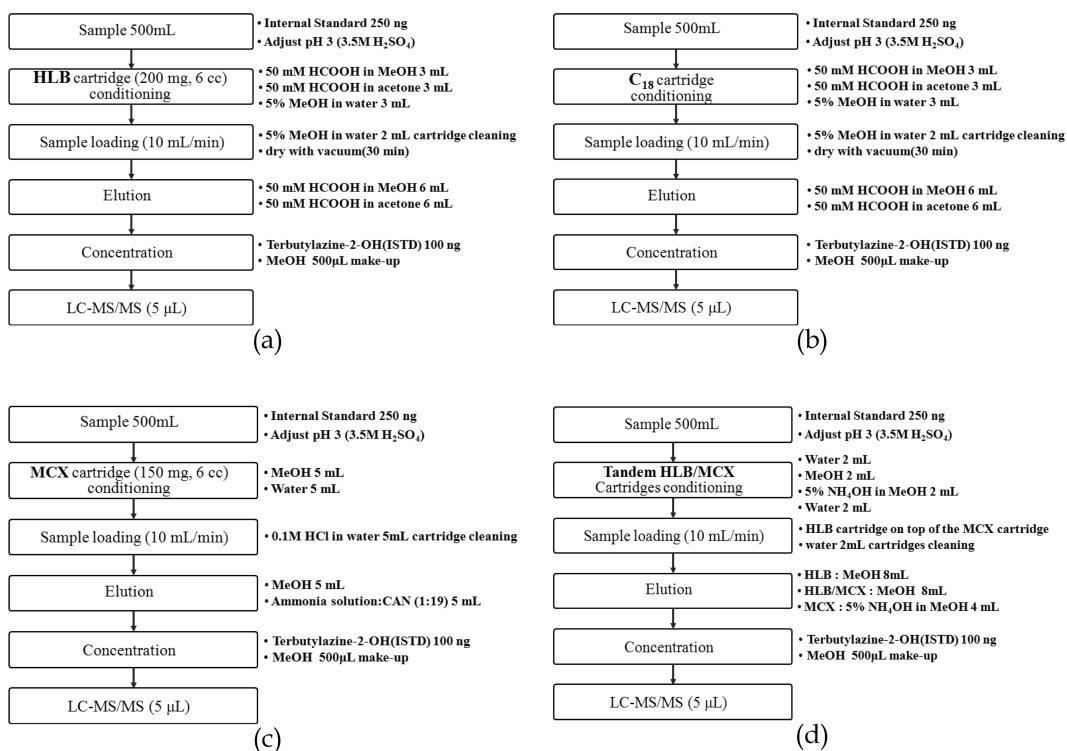 Sample 500mL
• Internal Standard 250 ng
• Adjust pH 3 (3.5M H₂SO₄)
HLB cartridge (200 mg, 6 cc)
conditioning
• 50 mM HCOOH in MeOH 3 mL
• 50 mM HCOOH in acetone 3 mL
• 5% MeOH in water 3 mL
Sample loading (10 mL/min)
• 5% MeOH in water 2 mL cartridge cleaning
• dry with vacuum(30 min)
Elution
• 50 mM HCOOH in MeOH 6 mL
• 50 mM HCOOH in acetone 6 mL
Concentration
• Terbutylazine-2-OH(ISTD) 100 ng
• MeOH 500μL make-up
LC-MS/MS (5 μL)
(a)
Sample 500mL
• Internal Standard 250 ng
• Adjust pH 3 (3.5M H₂SO₄)
C₁₈ cartridge
conditioning
• 50 mM HCOOH in MeOH 3 mL
• 50 mM HCOOH in acetone 3 mL
• 5% MeOH in water 3 mL
Sample loading (10 mL/min)
• 5% MeOH in water 2 mL cartridge cleaning
• dry with vacuum(30 min)
Elution
• 50 mM HCOOH in MeOH 6 mL
• 50 mM HCOOH in acetone 6 mL
Concentration
• Terbutylazine-2-OH(ISTD) 100 ng
• MeOH 500μL make-up
LC-MS/MS (5 μL)
(b)
Sample 500mL
• Internal Standard 250 ng
• Adjust pH 3 (3.5M H₂SO₄)
MCX cartridge (150 mg, 6 cc)
conditioning
• MeOH 5 mL
• Water 5 mL
Sample loading (10 mL/min)
• 0.1M HCl in water 5mL cartridge cleaning
Elution
• MeOH 5 mL
• Ammonia solution:CAN (1:19) 5 mL
Concentration
• Terbutylazine-2-OH(ISTD) 100 ng
• MeOH 500μL make-up
LC-MS/MS (5 μL)
(c)
Sample 500mL
• Internal Standard 250 ng
• Adjust pH 3 (3.5M H₂SO₄)
Tandem HLB/MCX
Cartridges conditioning
• Water 2 mL
• MeOH 2 mL
• 5% NH₄OH in MeOH 2 mL
• Water 2 mL
Sample loading (10 mL/min)
• HLB cartridge on top of the MCX cartridge
• water 2mL cartridges cleaning
Elution
• HLB : MeOH 8mL
• HLB/MCX : MeOH 8mL
• MCX : 5% NH₄OH in MeOH 4 mL
Concentration
• Terbutylazine-2-OH(ISTD) 100 ng
• MeOH 500μL make-up
LC-MS/MS (5 μL)
(d)